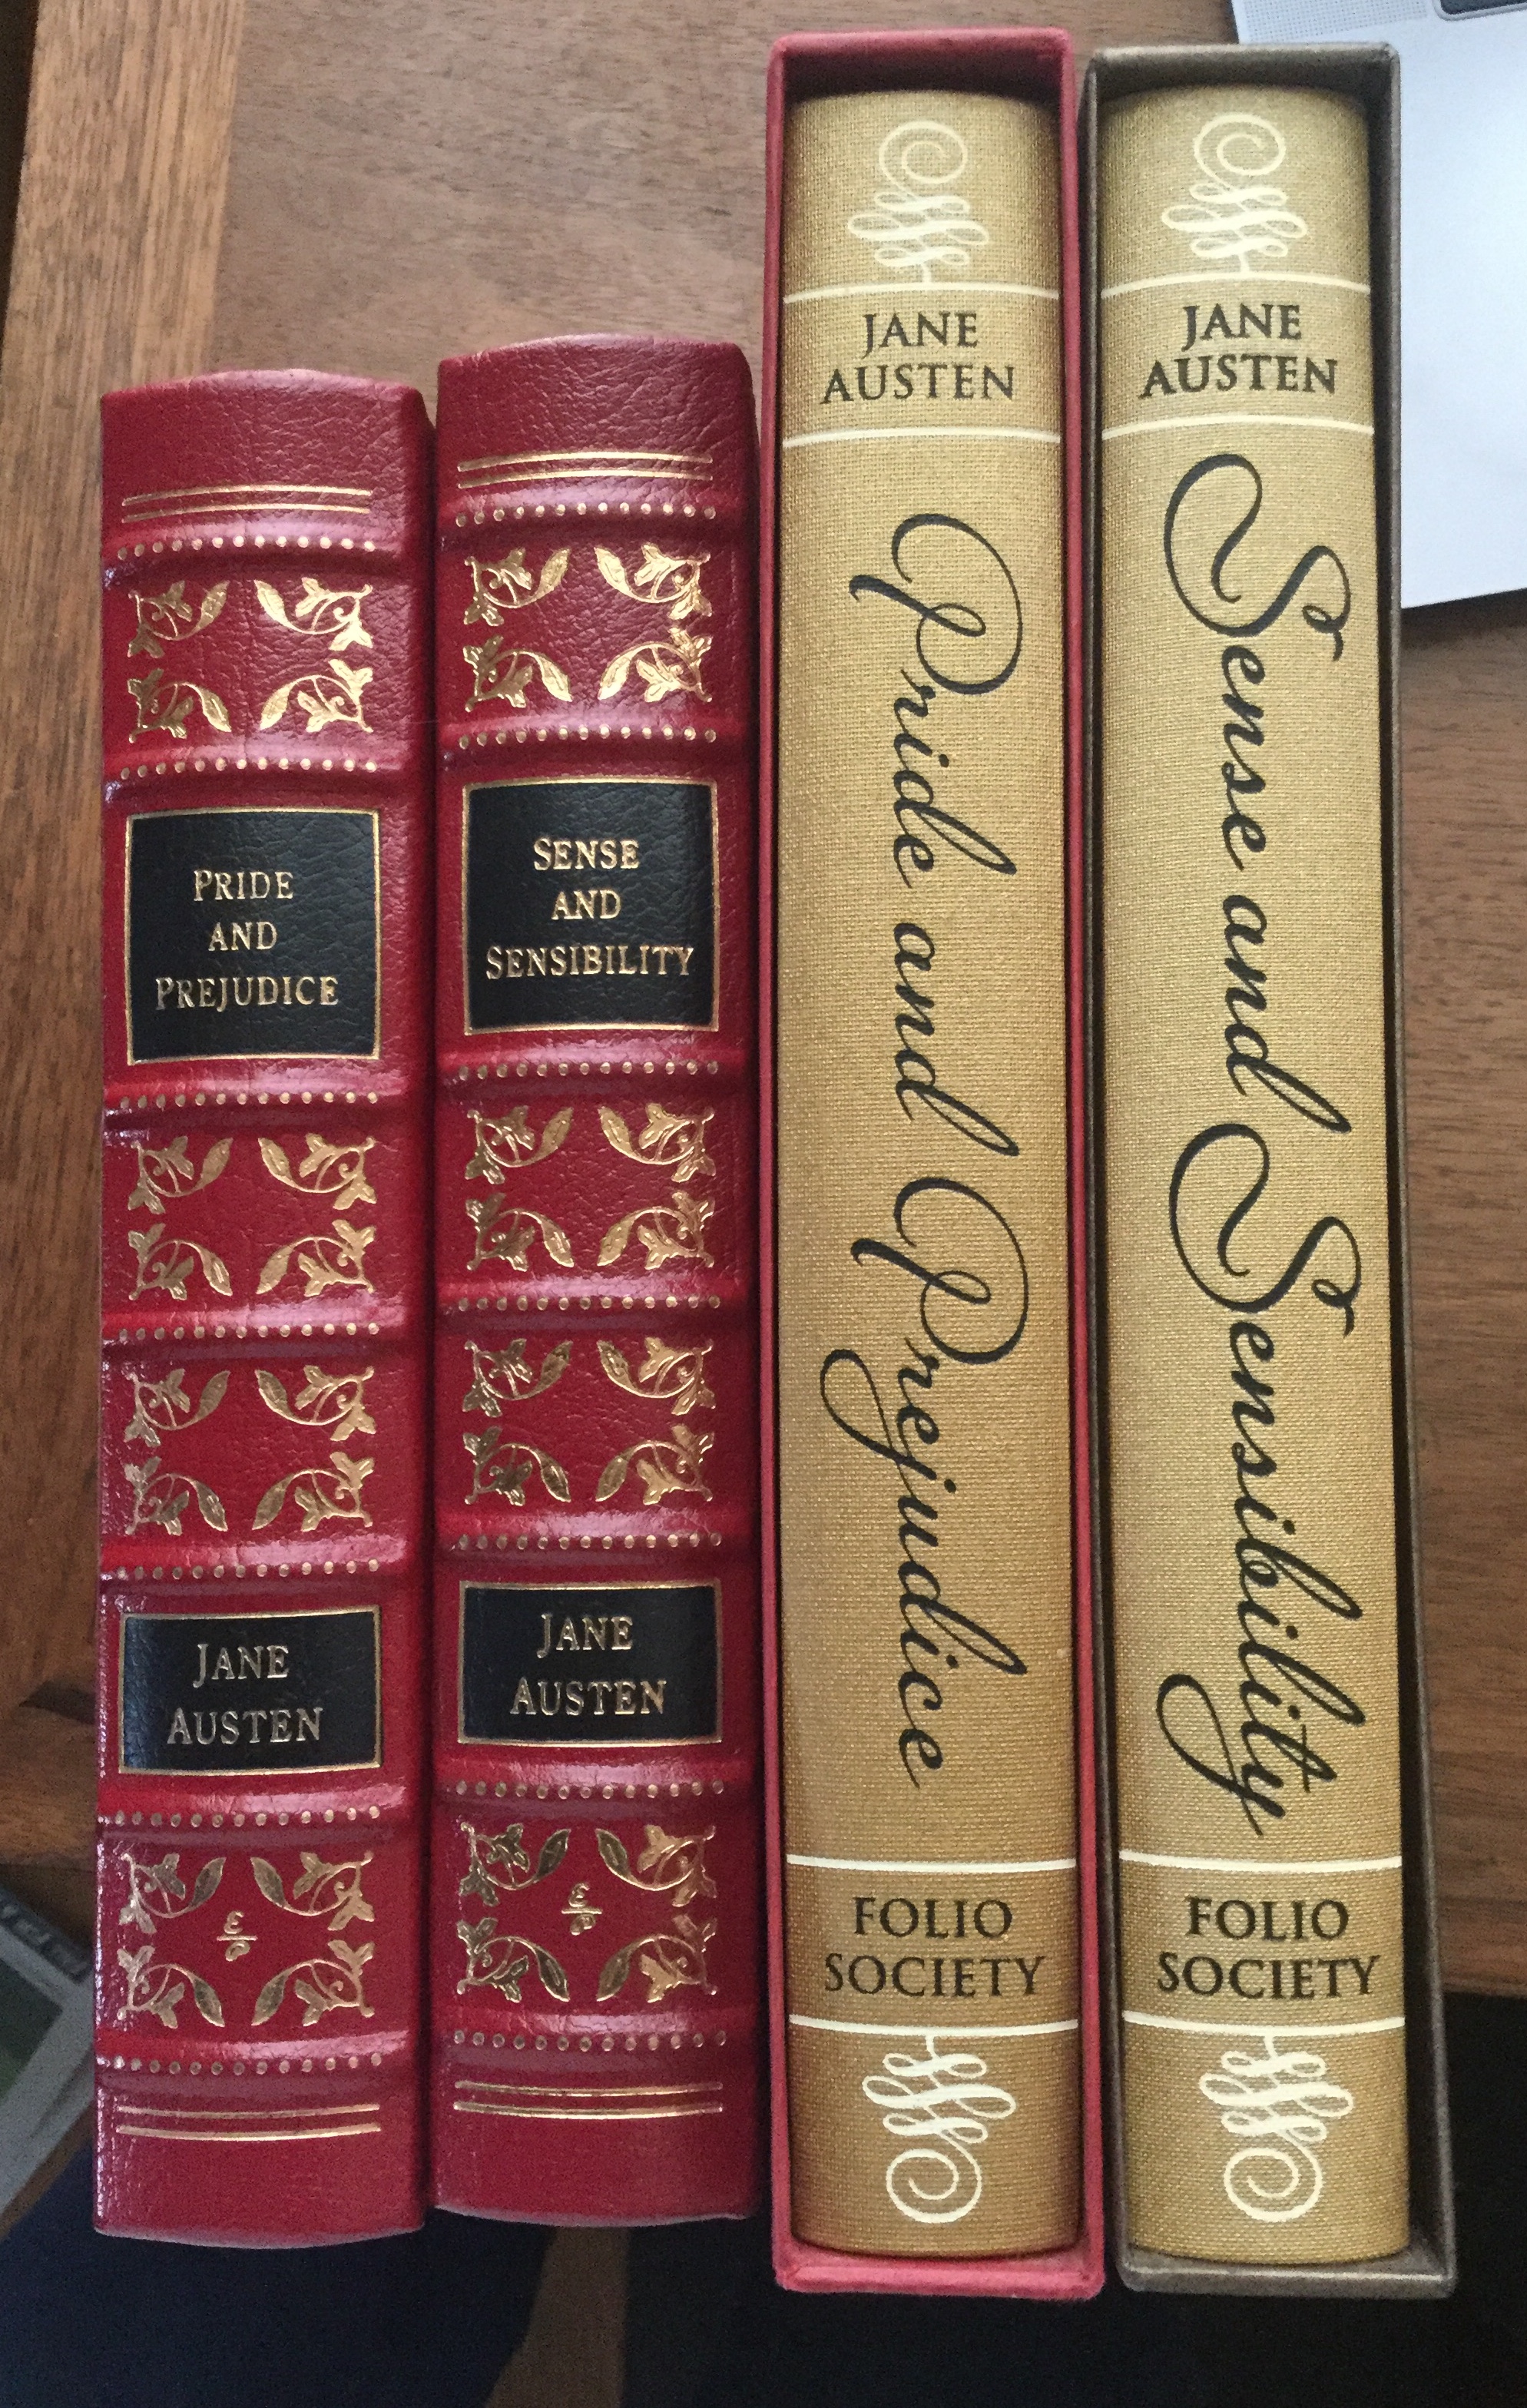 PRIDE
AND
PREJUDICE
JANE
AUSTEN
SENSE
AND
SENSIBILITY
JANE
AUSTEN
JANE
AUSTEN
Pride and Prejudice
FOLIO
SOCIETY
JANE
AUSTEN
Sense and Sensibility
FOLIO
SOCIETY